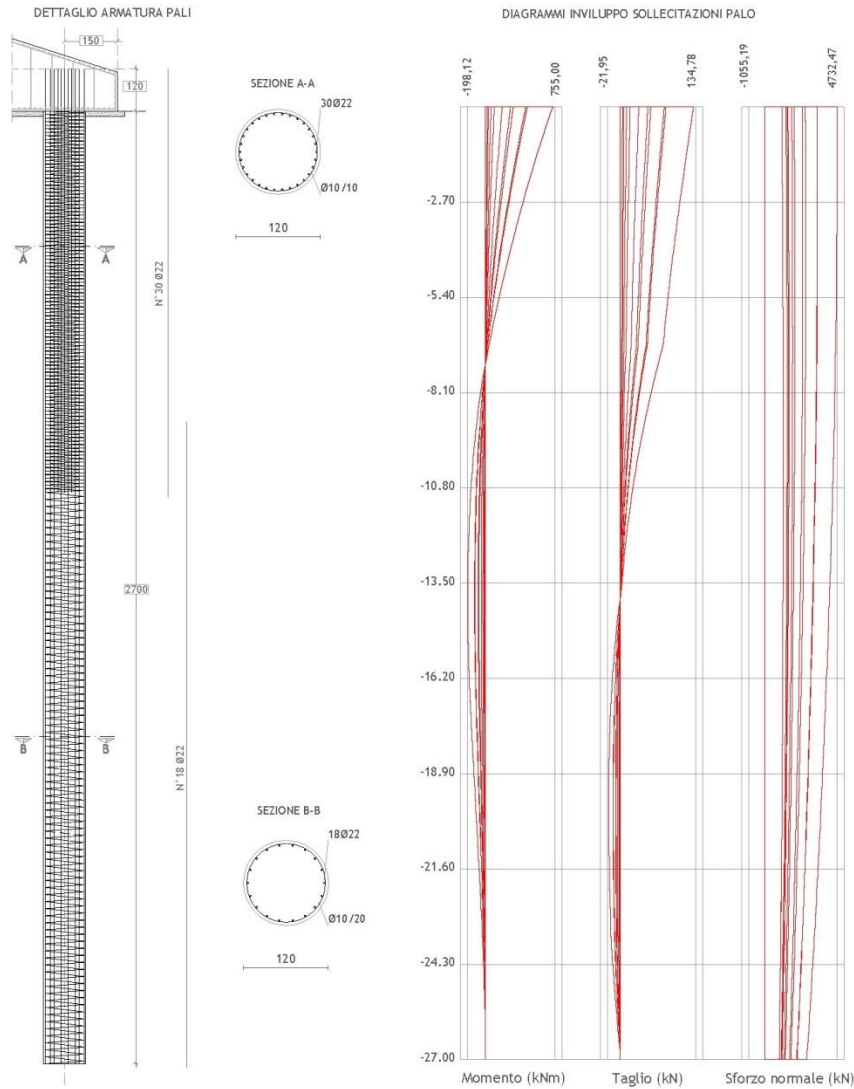 DETTAGLIO ARMATURA PALI
150
120
A A
N°30 Ø22
2700
B B
N°18 Ø22
SEZIONE A-A
30Ø22
Ø10/10
120
SEZIONE B-B
18Ø22
Ø10/20
120
DIAGRAMMI INVILUPPO SOLLECITAZIONI PALO
-198,12
755,00
-21,95
134,78
-1055,19
4732,47
-2.70
-5.40
-8.10
-10.80
-13.50
-16.20
-18.90
-21.60
-24.30
-27.00
Momento (kNm) Taglio (kN) Sforzo normale (kN)